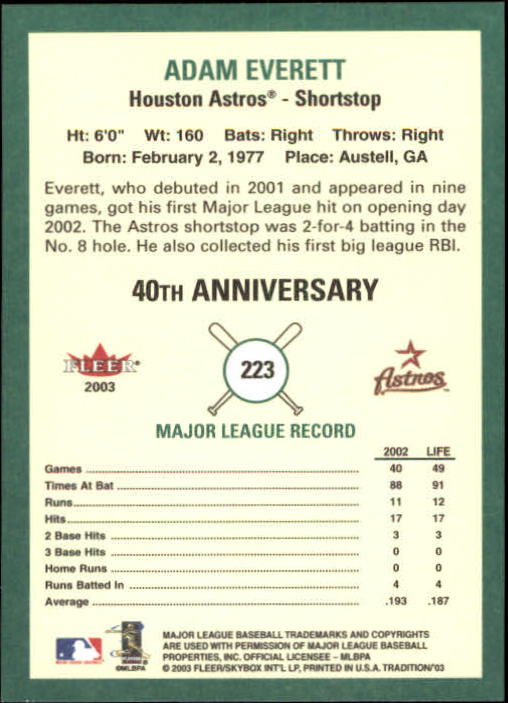 ADAM EVERETT
Houston Astros® - Shortstop
Ht: 6'0" Wt: 160 Bats: Right Throws: Right
Born: February 2, 1977 Place: Austell, GA
Everett, who debuted in 2001 and appeared in nine
games, got his first Major League hit on opening day
2002. The Astros shortstop was 2-for-4 batting in the
No. 8 hole. He also collected his first big league RBI.
40TH ANNIVERSARY
FLEER®
2003
223
Astros
MAJOR LEAGUE RECORD
2002 LIFE
Games 40 49
Times At Bat 88 91
Runs 11 12
Hits 17 17
2 Base Hits 3 3
3 Base Hits 0 0
Home Runs 0 0
Runs Batted In 4 4
Average .193 .187
©MLBPA
MAJOR LEAGUE BASEBALL TRADEMARKS AND COPYRIGHTS
ARE USED WITH PERMISSION OF MAJOR LEAGUE BASEBALL
PROPERTIES, INC. OFFICIAL LICENSEE - MLBPA
© 2003 FLEER/SKYBOX INT'L LP, PRINTED IN U.S.A. TRADITION'03